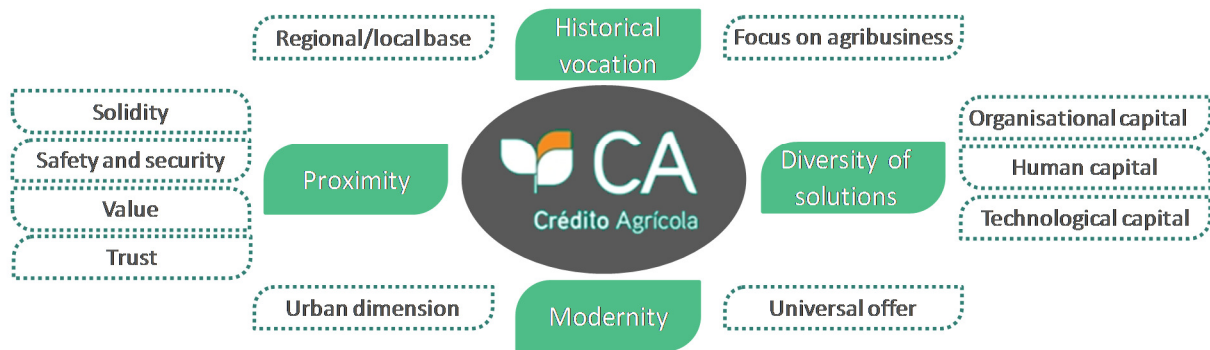 Regional/local base
Historical
vocation
Focus on agribusiness
Solidity
Safety and security
Value
Trust
Proximity
CA
Crédito Agrícola
Diversity of
solutions
Organisational capital
Human capital
Technological capital
Urban dimension
Modernity
Universal offer